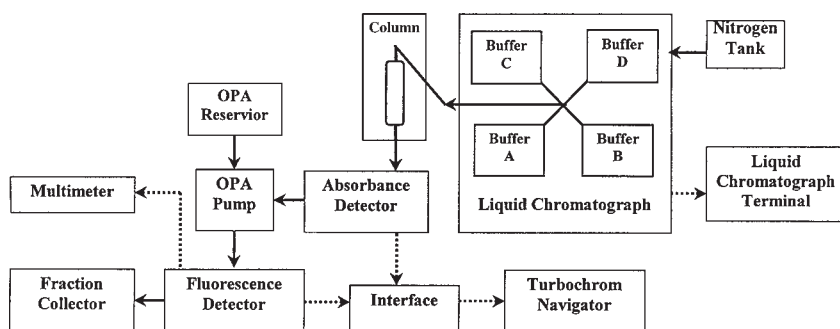 Column
Buffer
C
Buffer
D
Nitrogen
Tank
OPA
Reservior
Buffer
A
Buffer
B
Liquid Chromatograph
Liquid
Chromatograph
Terminal
Multimeter
OPA
Pump
Absorbance
Detector
Fraction
Collector
Fluorescence
Detector
Interface
Turbochrom
Navigator